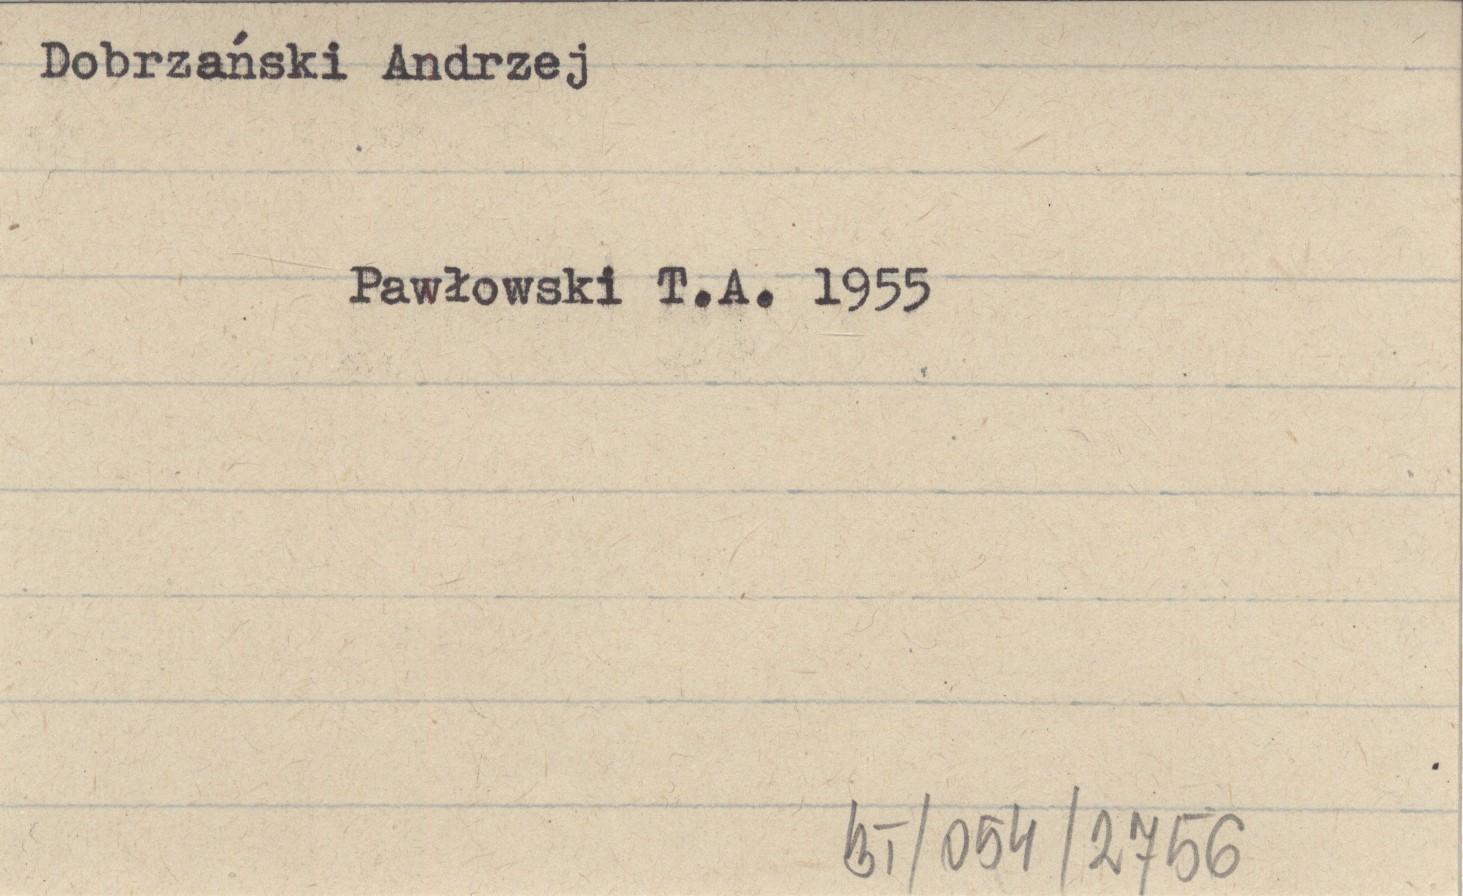 Dobrzański Andrzej
Pawłowski T.A. 1955
BI/054/2756